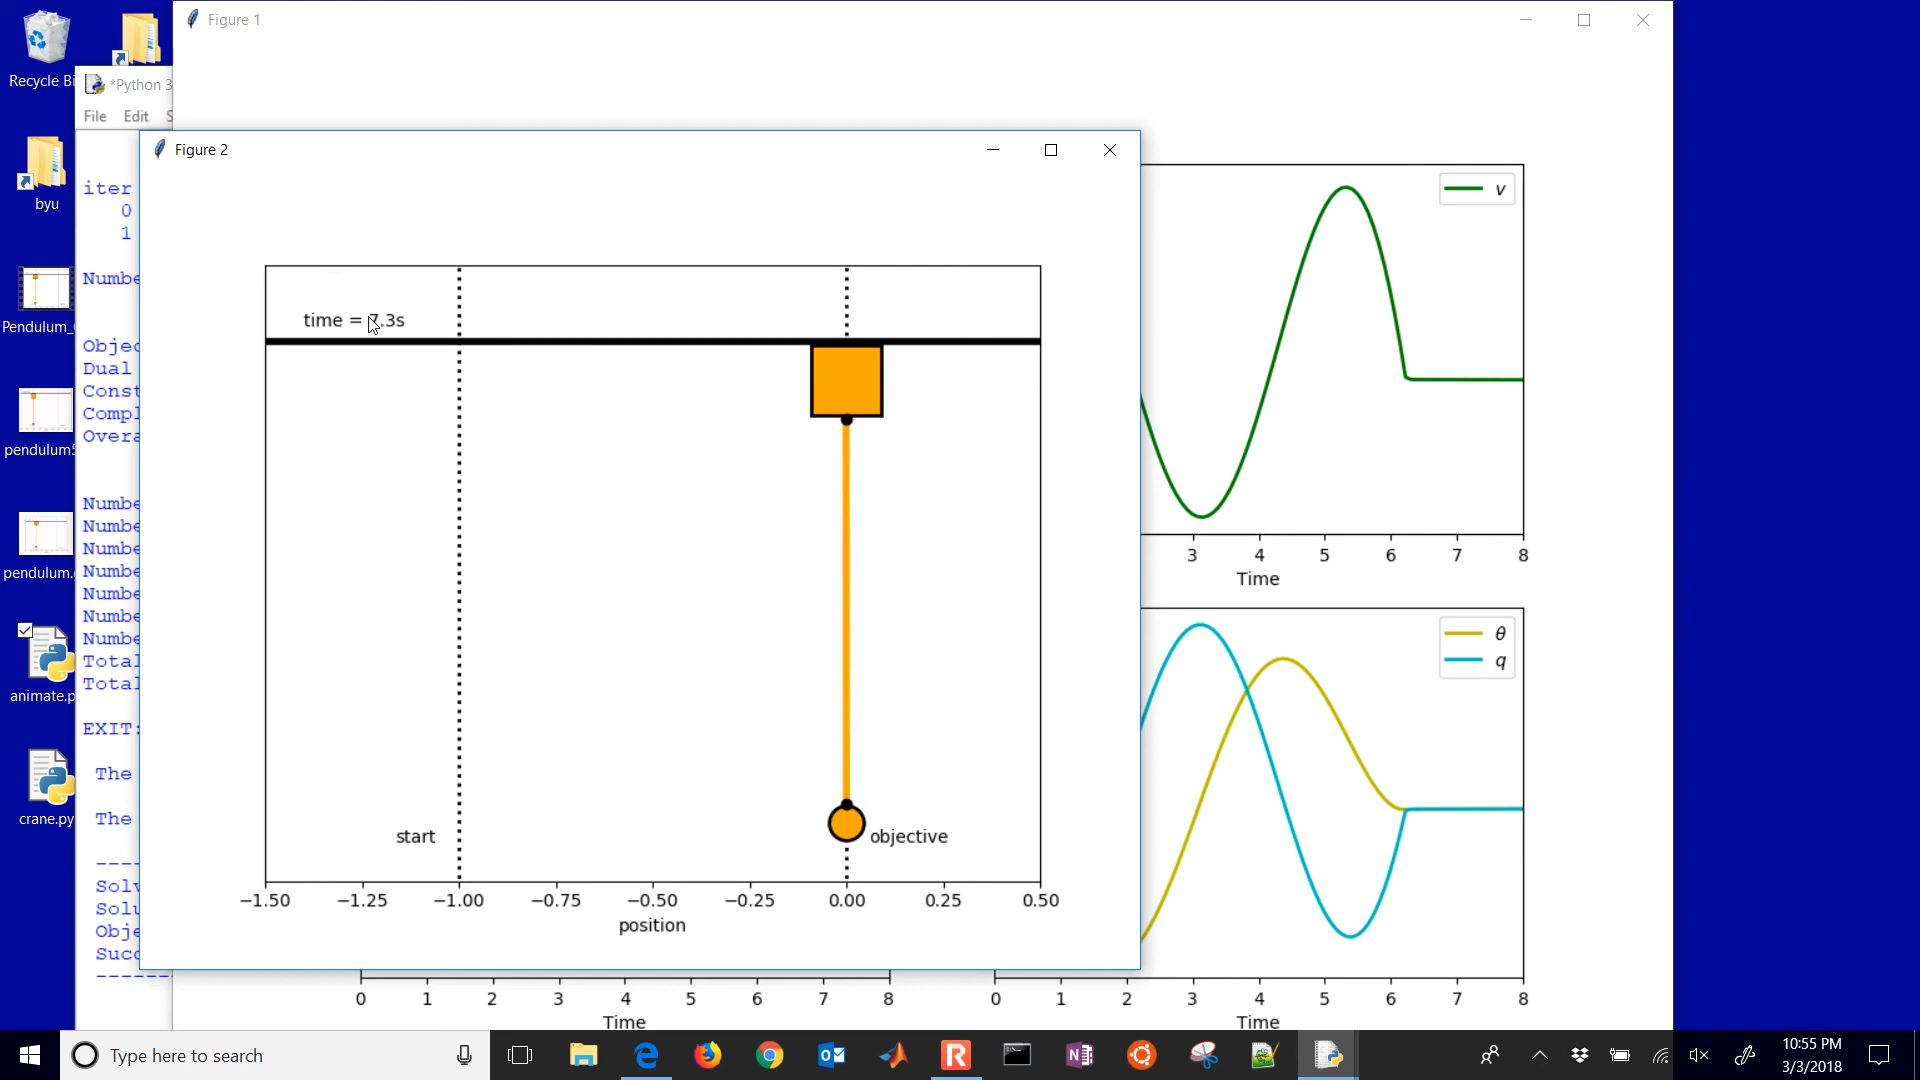 Recycle Bi
byu
Pendulum_
pendulum5
pendulum.
animate.p
crane.py
*Python 3
File Edit S
iter
0
1
Numbe
Objec
Dual
Const
Compl
Overa
Numbe
Numbe
Numbe
Numbe
Numbe
Numbe
Numbe
Total
Total
EXIT:
The
The
Solv
Solu
Obje
Succ
Figure 1
Figure 2
time = 7.3s
start
objective
−1.50 −1.25 −1.00 −0.75 −0.50 −0.25 0.00 0.25 0.50
position
v
3 4 5 6 7 8
Time
θ
q
0 1 2 3 4 5 6 7 8
Time
0 1 2 3 4 5 6 7 8
Time
Type here to search
10:55 PM
3/3/2018